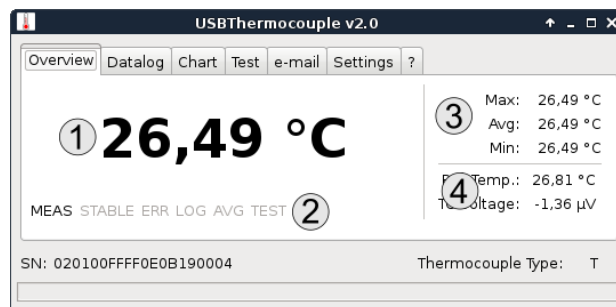 USBThermocouple v2.0
Overview Datalog Chart Test e-mail Settings ?
1 26,49 °C
MEAS STABLE ERR LOG AVG TEST 2
3
Max: 26,49 °C
Avg: 26,49 °C
Min: 26,49 °C
4
Temp.: 26,81 °C
-1,36 µV
SN: 020100FFFF0E0B190004 Thermocouple Type: T